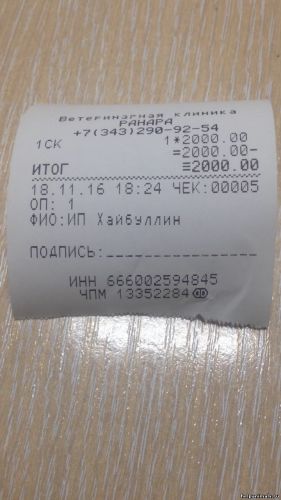 Ветеринарная клиника
РАНАРА
+7(343)290-92-54
1СК 1*2000.00
=2000.00-
ИТОГ =2000.00
18.11.16 18:24 ЧЕК:00005
ОП: 1
ФИО:ИП Хайбуллин
ПОДПИСЬ:
ИНН 666002594845
ЧПМ 13352284